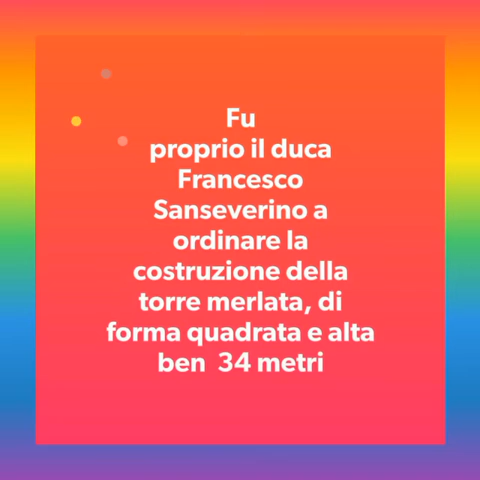 Fu
proprio il duca
Francesco
Sanseverino a
ordinare la
costruzione della
torre merlata, di
forma quadrata e alta
ben  34 metri